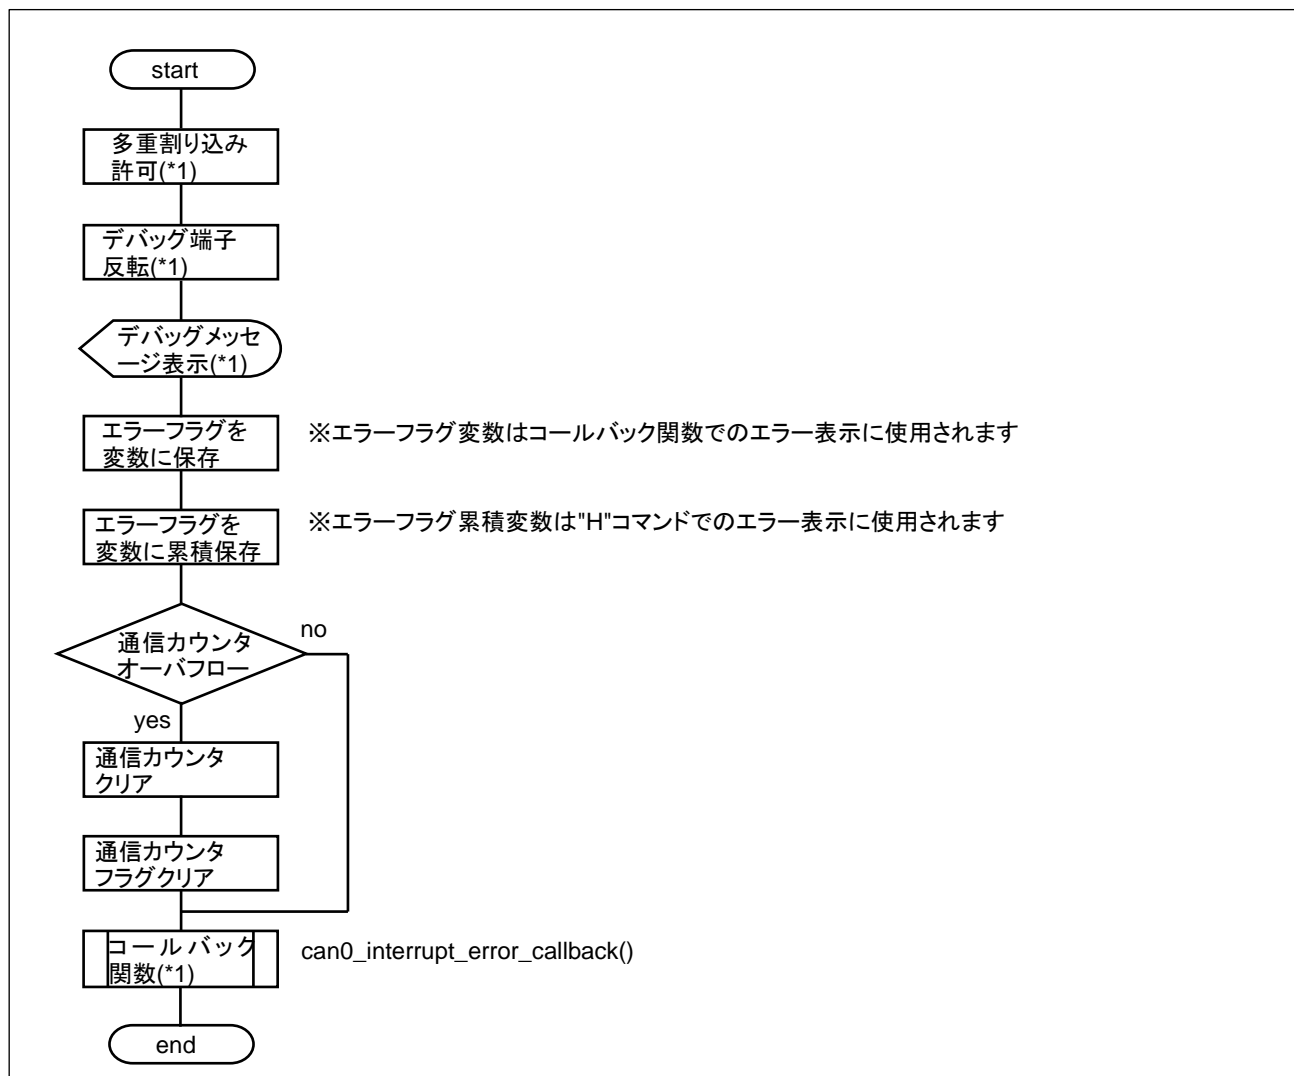 start
多重割り込み
許可(*1)
デバッグ端子
反転(*1)
デバッグメッセ
ージ表示(*1)
エラーフラグを
変数に保存
※エラーフラグ変数はコールバック関数でのエラー表示に使用されます
エラーフラグを
変数に累積保存
※エラーフラグ累積変数は"H"コマンドでのエラー表示に使用されます
通信カウンタ
オーバフロー
no
yes
通信カウンタ
クリア
通信カウンタ
フラグクリア
コールバック
関数(*1)
can0_interrupt_error_callback()
end